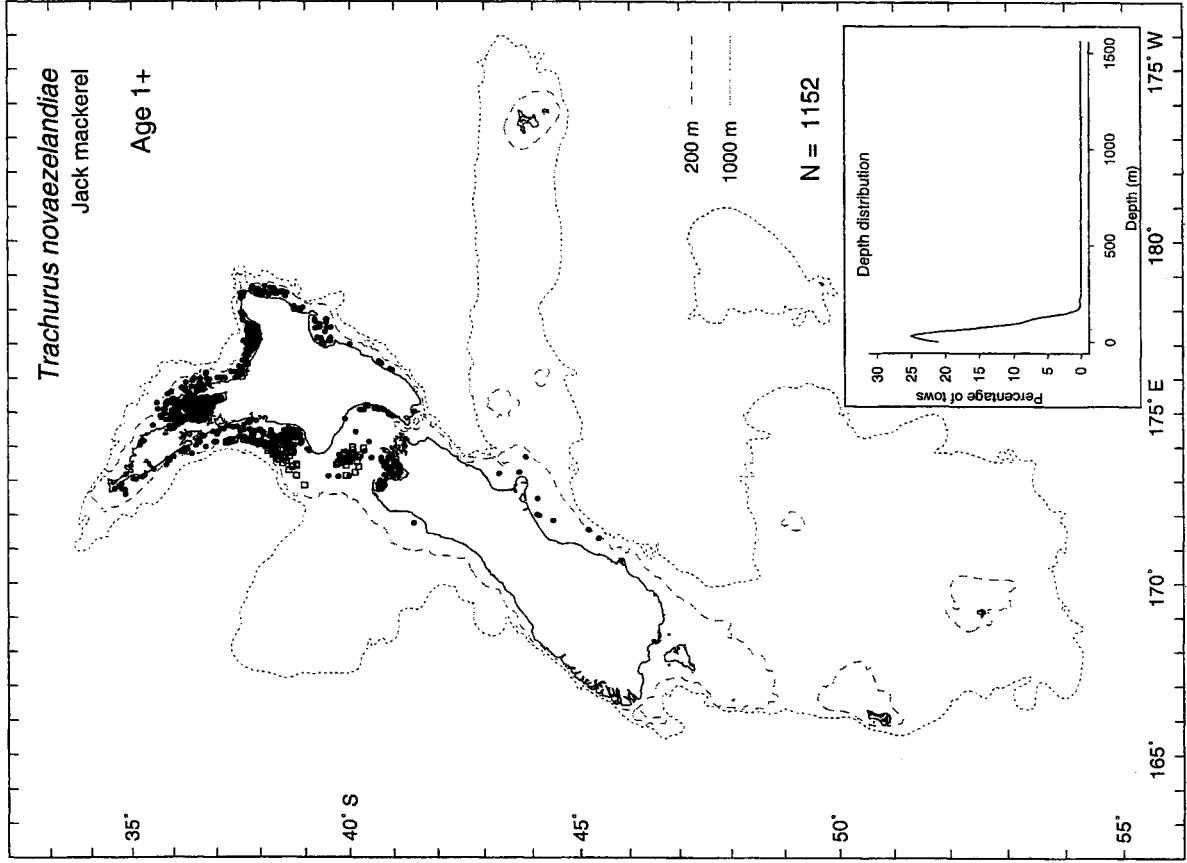 Trachurus novaezelandiae
Jack mackerel
Age 1+
35°
40° S
45°
50°
55°
200 m
1000 m
N = 1152
Depth distribution
Percentage of tows
30
25
20
15
10
5
0
0
500
1000
1500
Depth (m)
165°
170°
175° E
180°
175° W